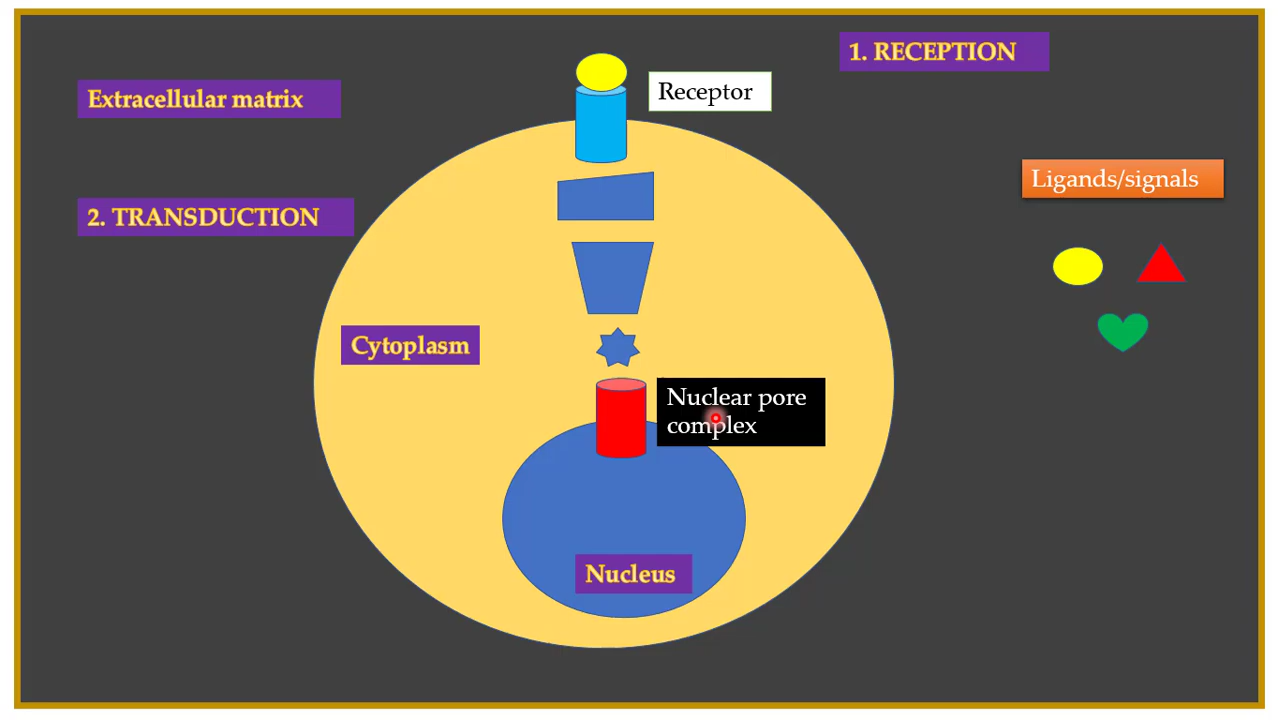 1. RECEPTION
Extracellular matrix
Receptor
Ligands/signals
2. TRANSDUCTION
Cytoplasm
Nuclear pore
complex
Nucleus